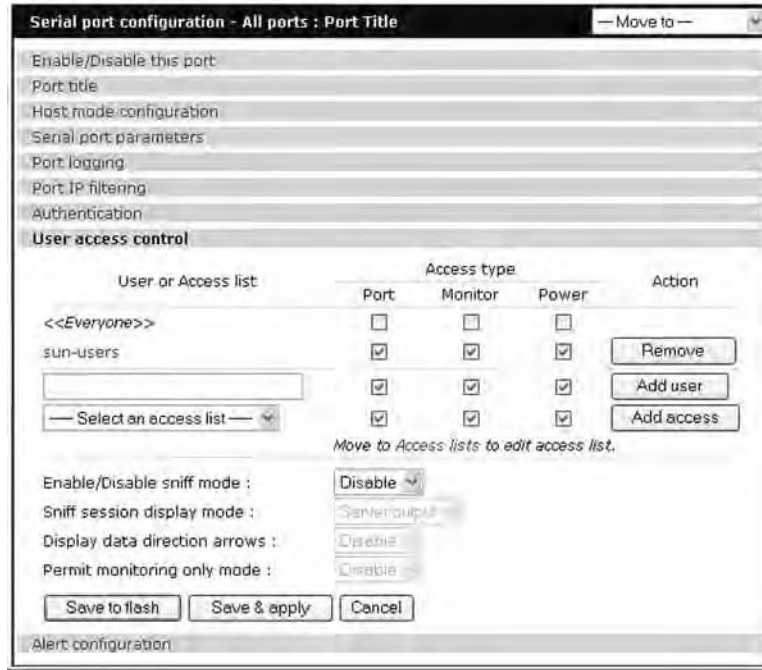 Serial port configuration - All ports : Port Title — Move to —
Enable/Disable this port
Port title
Host mode configuration
Serial port parameters
Port logging
Port IP filtering
Authentication
User access control
User or Access list Access type Action
Port Monitor Power
<<Everyone>>
sun-users Remove
Add user
— Select an access list — Add access
Move to Access lists to edit access list.
Enable/Disable sniff mode : Disable
Sniff session display mode : Server output
Display data direction arrows : Disable
Permit monitoring only mode : Disable
Save to flash Save & apply Cancel
Alert configuration